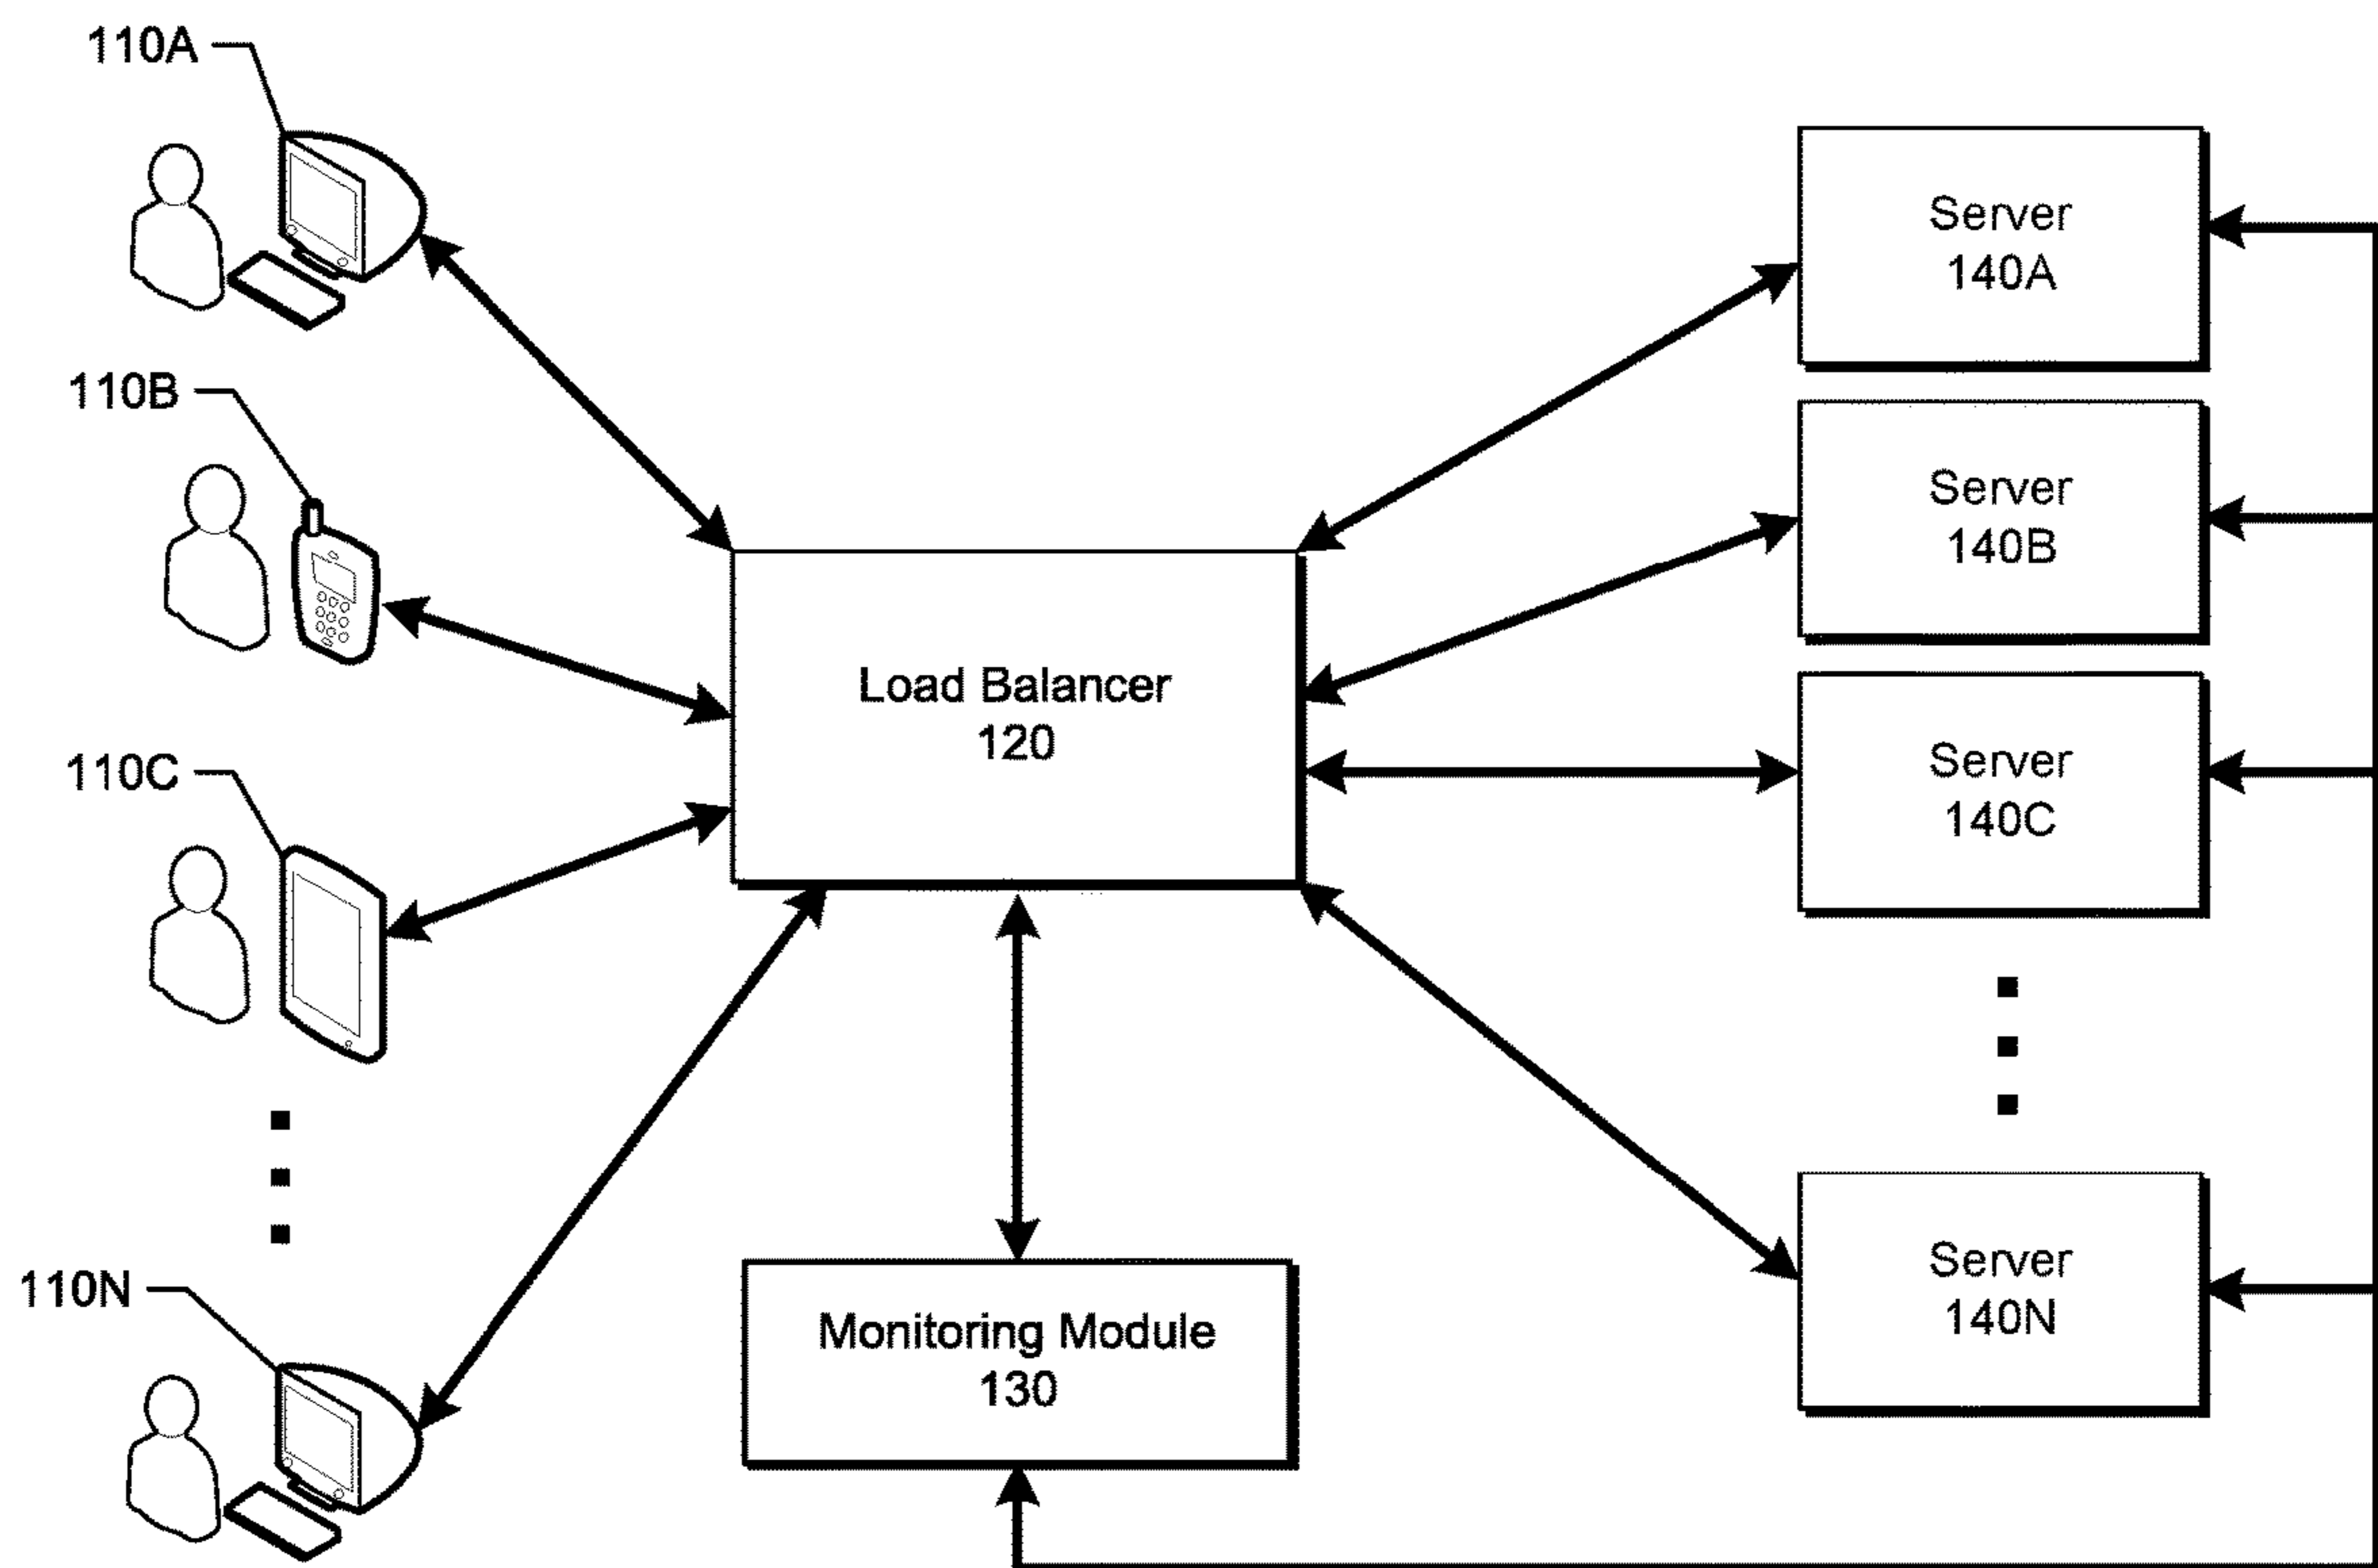 110A
110B
110C
110N
Load Balancer
120
Monitoring Module
130
Server
140A
Server
140B
Server
140C
Server
140N